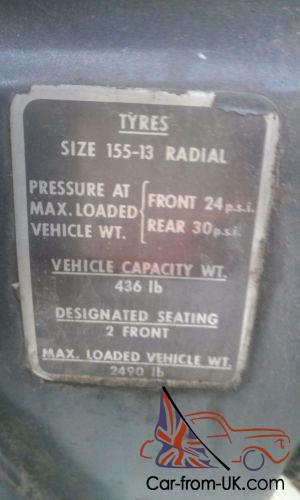 TYRES
SIZE 155-13 RADIAL
PRESSURE AT
MAX. LOADED
VEHICLE WT.
FRONT 24 p.s.i.
REAR 30 p.s.i.
VEHICLE CAPACITY WT.
436 lb
DESIGNATED SEATING
2 FRONT
MAX. LOADED VEHICLE WT.
2490 lb
Car-from-UK.com